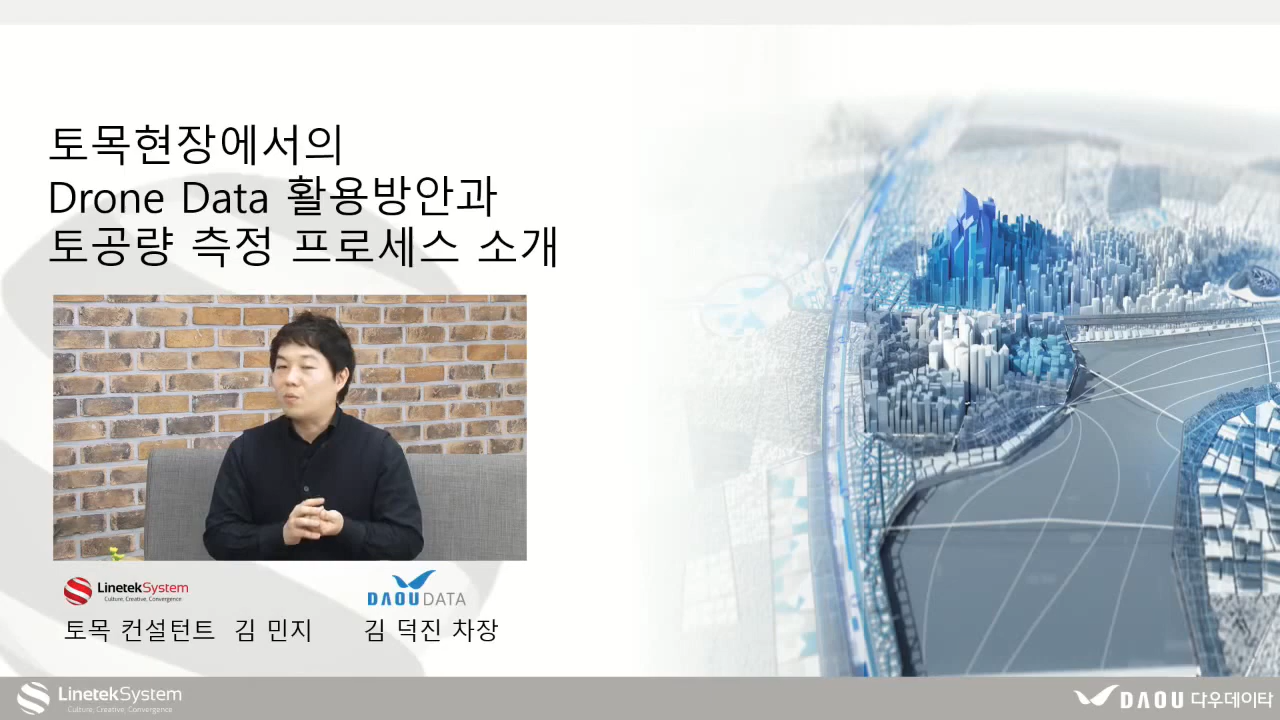 토목현장에서의
Drone Data 활용방안과
토공량 측정 프로세스 소개
LinetekSystem
Culture, Creative, Convergence
DAOU DATA
토목 컨설턴트 김 민지
김 덕진 차장
LinetekSystem
Culture, Creative, Convergence
DAOU 다우데이타